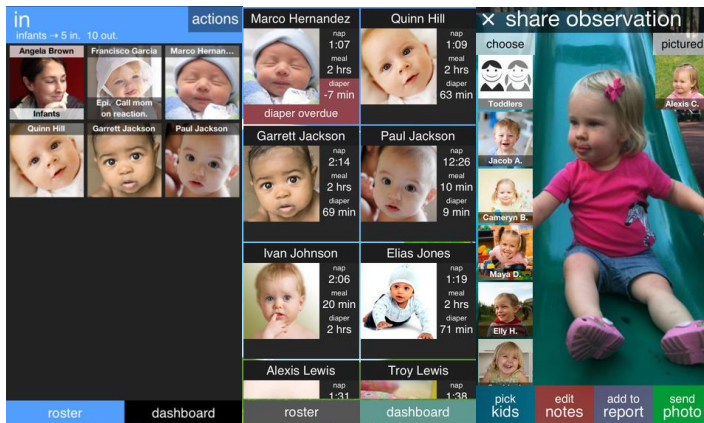 in
actions
infants → 5 in. 10 out.
Angela Brown
Infants
Francisco Garcia
Epi. Call mom
on reaction.
Marco Hernan...
Quinn Hill
Garrett Jackson
Paul Jackson
roster
dashboard
Marco Hernandez
nap
1:07
meal
2 hrs
diaper
-7 min
diaper overdue
Quinn Hill
nap
1:09
meal
2 hrs
diaper
63 min
Garrett Jackson
nap
2:14
meal
2 hrs
diaper
69 min
Paul Jackson
nap
12:26
meal
10 min
diaper
9 min
Ivan Johnson
nap
2:06
meal
20 min
diaper
2 hrs
Elias Jones
nap
1:19
meal
2 hrs
diaper
71 min
Alexis Lewis
nap
1:31
Troy Lewis
nap
1:38
roster
dashboard
× share observation
choose
pictured
Toddlers
Alexis C.
Jacob A.
Cameryn B.
Maya D.
Elly H.
pick
kids
edit
notes
add to
report
send
photo